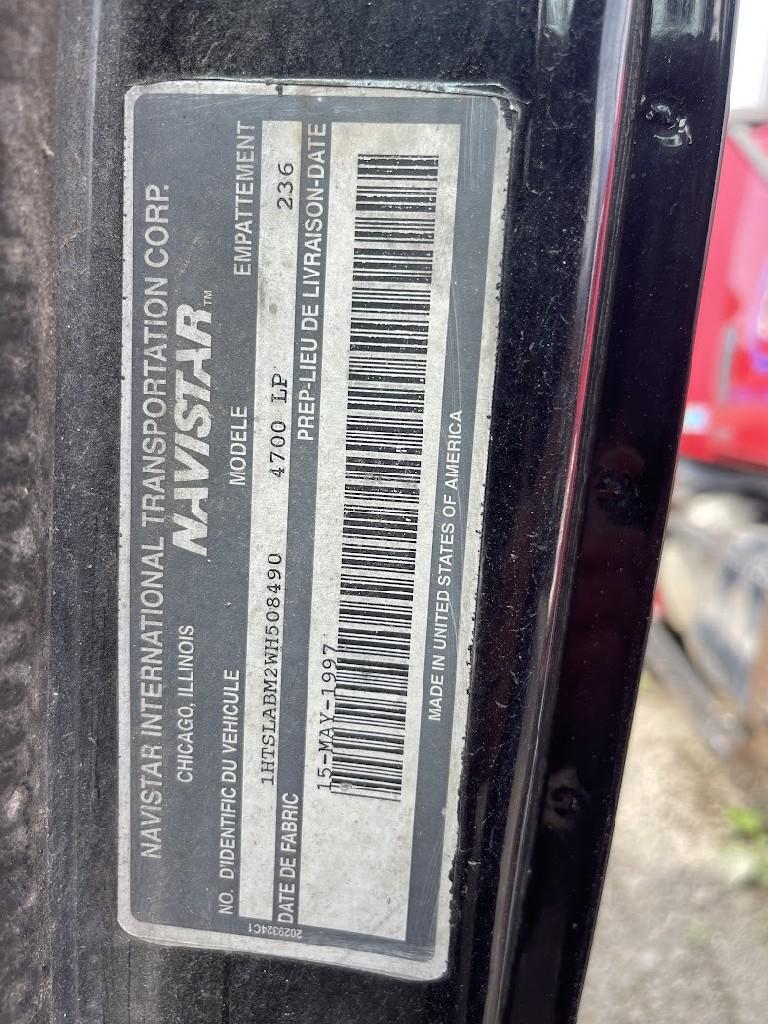 NAVISTAR INTERNATIONAL TRANSPORTATION CORP.
CHICAGO, ILLINOIS NAVISTAR™
NO. D'IDENTIFIC DU VEHICULE MODELE EMPATTEMENT
1HTSLABM2WH508490 4700 LP 236
DATE DE FABRIC PREP-LIEU DE LIVRAISON-DATE
15-MAY-1997
MADE IN UNITED STATES OF AMERICA
2029324C1